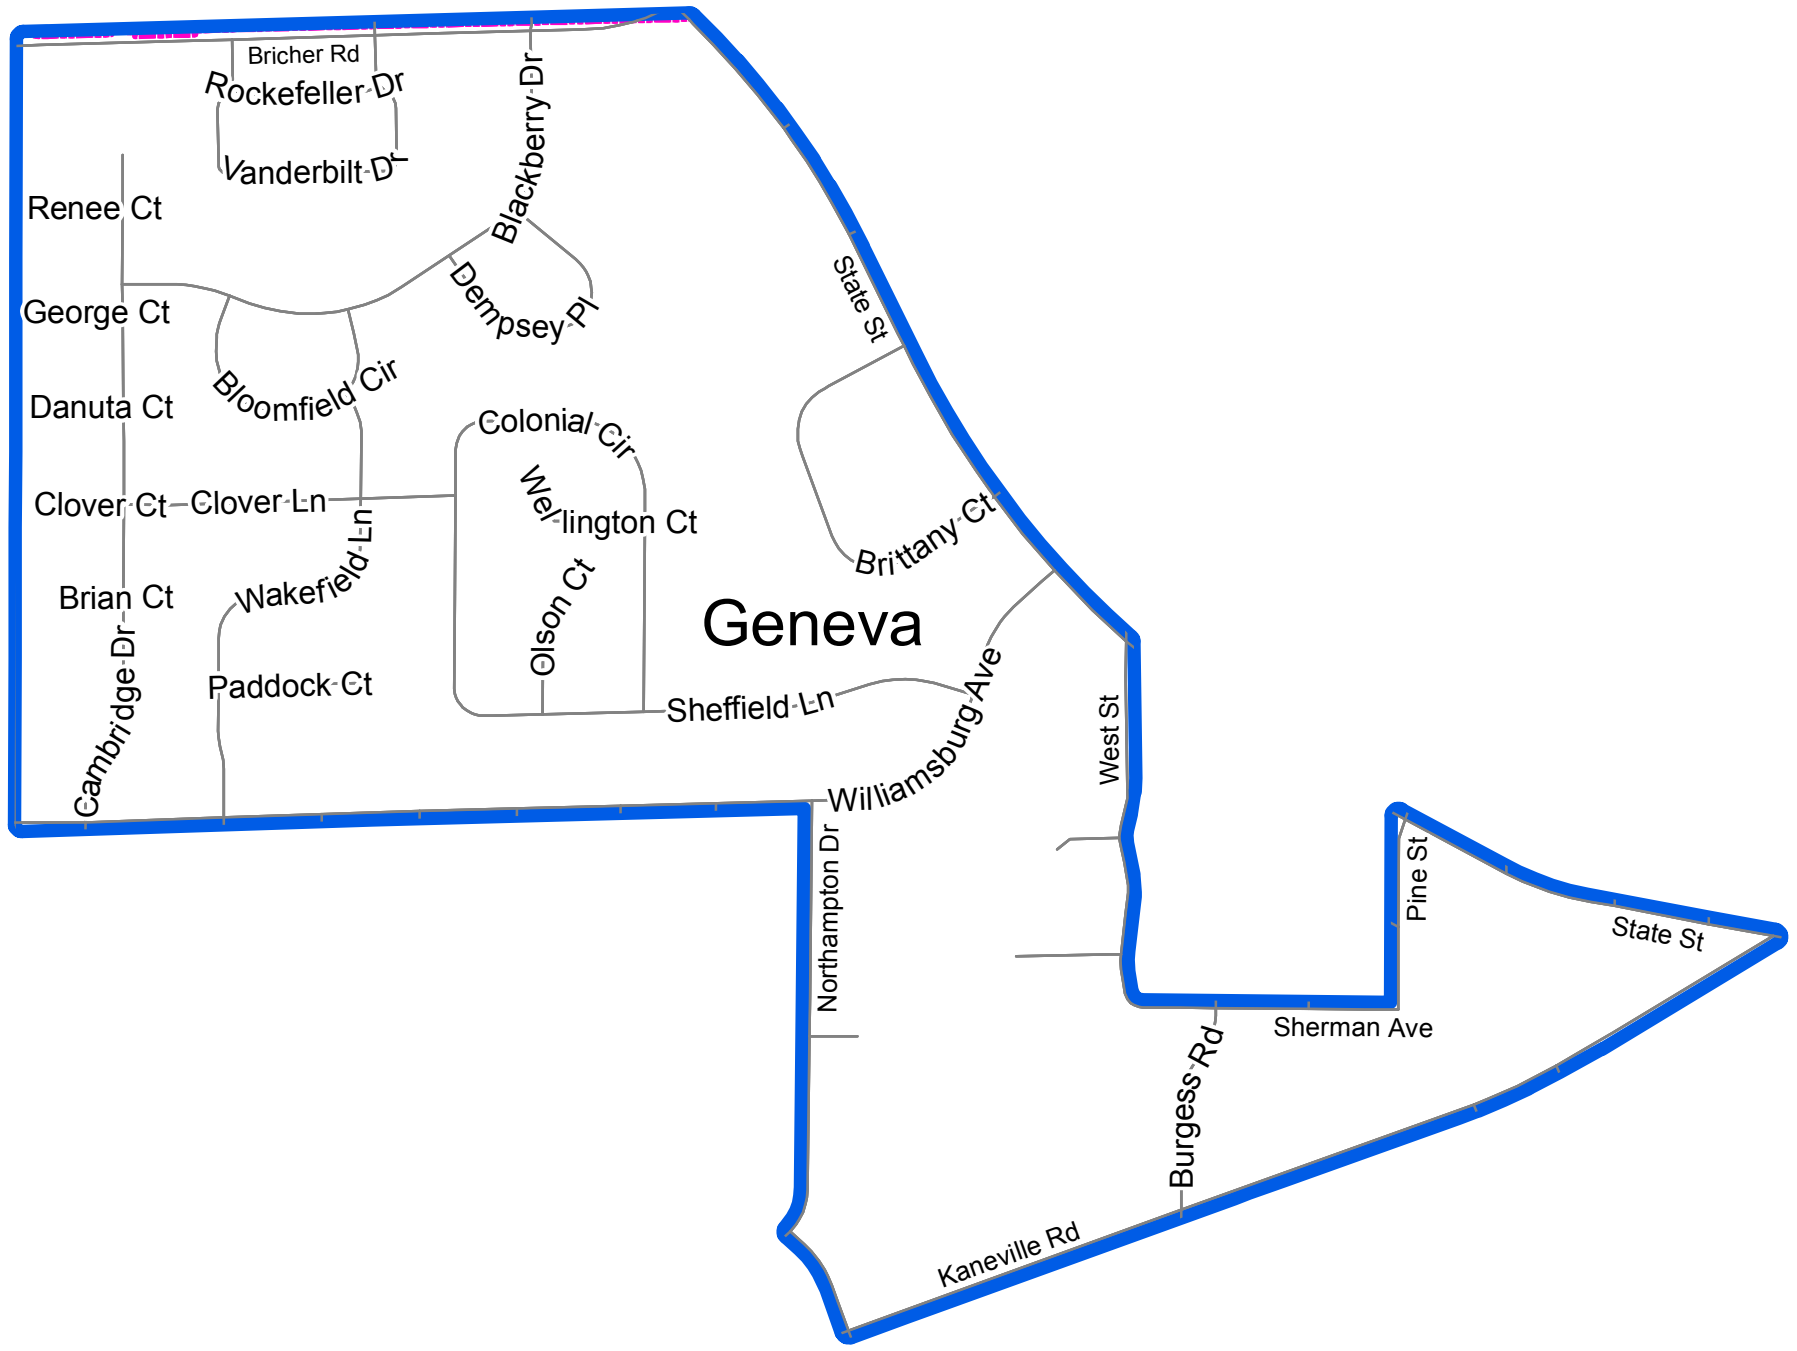 Bricher Rd
Rockefeller Dr
Blackberry Dr
Vanderbilt Dr
Renee Ct
George Ct
Dempsey Pl
State St
Bloomfield Cir
Danuta Ct
Colonial Cir
Clover Ct
Clover Ln
Wellington Ct
Brittany Ct
Wakefield Ln
Brian Ct
Olson Ct
Geneva
Cambridge Dr
Paddock Ct
Sheffield Ln
Williamsburg Ave
West St
Northampton Dr
Pine St
State St
Sherman Ave
Burgess Rd
Kaneville Rd